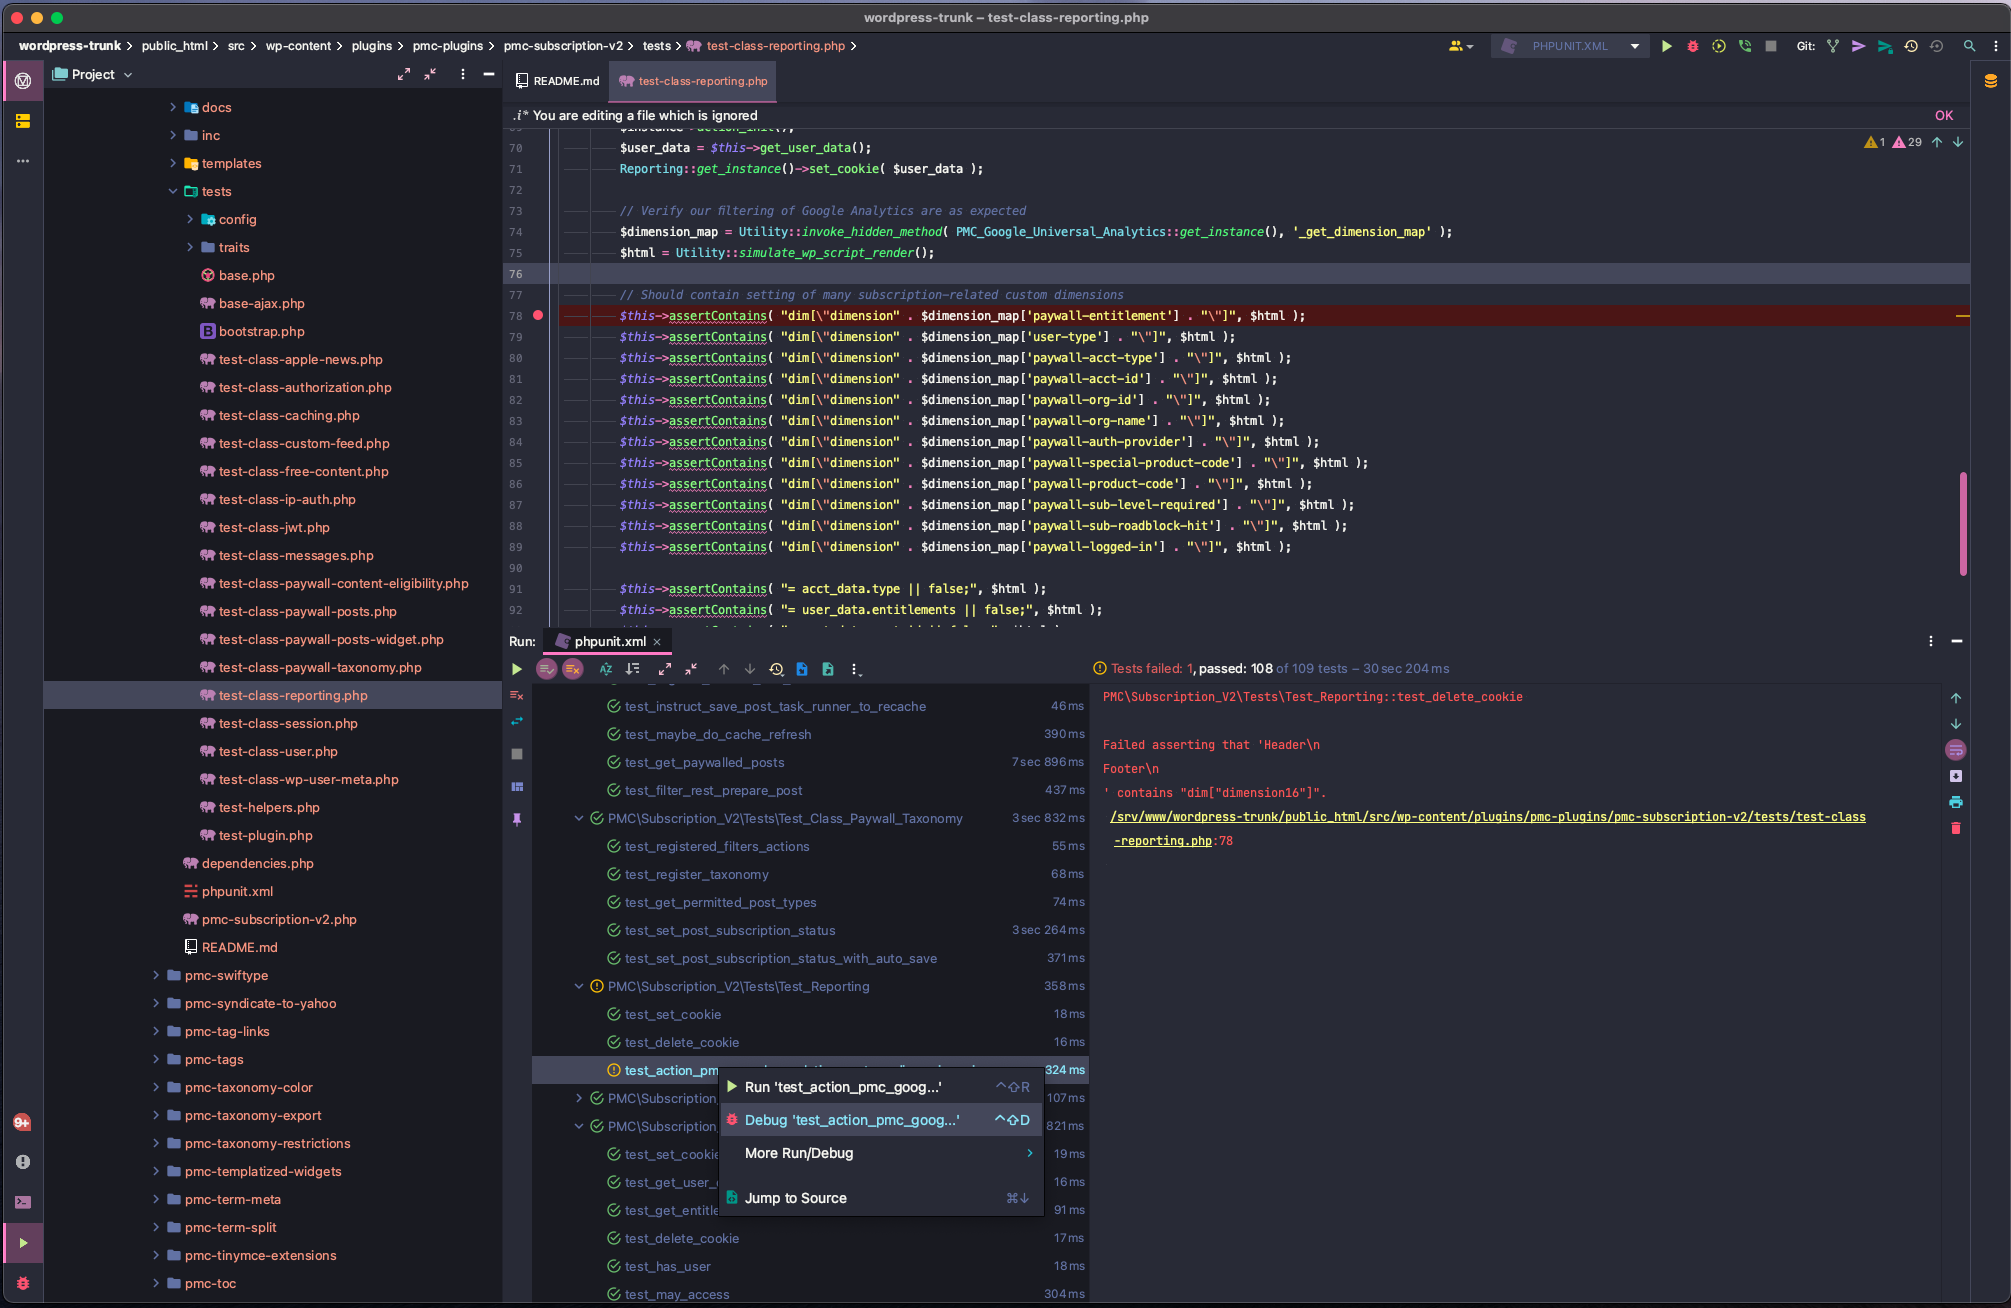 wordpress-trunk – test-class-reporting.php
wordpress-trunk > public_html > src > wp-content > plugins > pmc-plugins > pmc-subscription-v2 > tests > test-class-reporting.php >
PHPUNIT.XML
Git:
Project
README.md
test-class-reporting.php
.i* You are editing a file which is ignored
OK
1
29
docs
inc
templates
tests
config
traits
base.php
base-ajax.php
bootstrap.php
test-class-apple-news.php
test-class-authorization.php
test-class-caching.php
test-class-custom-feed.php
test-class-free-content.php
test-class-ip-auth.php
test-class-jwt.php
test-class-messages.php
test-class-paywall-content-eligibility.php
test-class-paywall-posts.php
test-class-paywall-posts-widget.php
test-class-paywall-taxonomy.php
test-class-reporting.php
test-class-session.php
test-class-user.php
test-class-wp-user-meta.php
test-helpers.php
test-plugin.php
dependencies.php
phpunit.xml
pmc-subscription-v2.php
README.md
pmc-swiftype
pmc-syndicate-to-yahoo
pmc-tag-links
pmc-tags
pmc-taxonomy-color
pmc-taxonomy-export
pmc-taxonomy-restrictions
pmc-templatized-widgets
pmc-term-meta
pmc-term-split
pmc-tinymce-extensions
pmc-toc
9+
70 $user_data = $this->get_user_data();
71 Reporting::get_instance()->set_cookie( $user_data );
72
73 // Verify our filtering of Google Analytics are as expected
74 $dimension_map = Utility::invoke_hidden_method( PMC_Google_Universal_Analytics::get_instance(), '_get_dimension_map' );
75 $html = Utility::simulate_wp_script_render();
76
77 // Should contain setting of many subscription-related custom dimensions
78 $this->assertContains( "dim[\"dimension" . $dimension_map['paywall-entitlement'] . "\"]", $html );
79 $this->assertContains( "dim[\"dimension" . $dimension_map['user-type'] . "\"]", $html );
80 $this->assertContains( "dim[\"dimension" . $dimension_map['paywall-acct-type'] . "\"]", $html );
81 $this->assertContains( "dim[\"dimension" . $dimension_map['paywall-acct-id'] . "\"]", $html );
82 $this->assertContains( "dim[\"dimension" . $dimension_map['paywall-org-id'] . "\"]", $html );
83 $this->assertContains( "dim[\"dimension" . $dimension_map['paywall-org-name'] . "\"]", $html );
84 $this->assertContains( "dim[\"dimension" . $dimension_map['paywall-auth-provider'] . "\"]", $html );
85 $this->assertContains( "dim[\"dimension" . $dimension_map['paywall-special-product-code'] . "\"]", $html );
86 $this->assertContains( "dim[\"dimension" . $dimension_map['paywall-product-code'] . "\"]", $html );
87 $this->assertContains( "dim[\"dimension" . $dimension_map['paywall-sub-level-required'] . "\"]", $html );
88 $this->assertContains( "dim[\"dimension" . $dimension_map['paywall-sub-roadblock-hit'] . "\"]", $html );
89 $this->assertContains( "dim[\"dimension" . $dimension_map['paywall-logged-in'] . "\"]", $html );
90
91 $this->assertContains( "= acct_data.type || false;", $html );
92 $this->assertContains( "= user_data.entitlements || false;", $html );
Run: phpunit.xml
Tests failed: 1, passed: 108 of 109 tests – 30 sec 204 ms
test_instruct_save_post_task_runner_to_recache 46 ms
test_maybe_do_cache_refresh 390 ms
test_get_paywalled_posts 7 sec 896 ms
test_filter_rest_prepare_post 437 ms
PMC\Subscription_V2\Tests\Test_Class_Paywall_Taxonomy 3 sec 832 ms
test_registered_filters_actions 55 ms
test_register_taxonomy 68 ms
test_get_permitted_post_types 74 ms
test_set_post_subscription_status 3 sec 264 ms
test_set_post_subscription_status_with_auto_save 371 ms
PMC\Subscription_V2\Tests\Test_Reporting 358 ms
test_set_cookie 18 ms
test_delete_cookie 16 ms
test_action_pm 324 ms
PMC\Subscription_ 107 ms
PMC\Subscription_ 821 ms
test_set_cookie 19 ms
test_get_user_ 16 ms
test_get_entitle 91 ms
test_delete_cookie 17 ms
test_has_user 18 ms
test_may_access 304 ms
Run 'test_action_pmc_goog...' ^⇧R
Debug 'test_action_pmc_goog...' ^⇧D
More Run/Debug
Jump to Source ⌘↓
PMC\Subscription_V2\Tests\Test_Reporting::test_delete_cookie
Failed asserting that 'Header\n
Footer\n
' contains "dim["dimension16"]".
/srv/www/wordpress-trunk/public_html/src/wp-content/plugins/pmc-plugins/pmc-subscription-v2/tests/test-class
-reporting.php:78